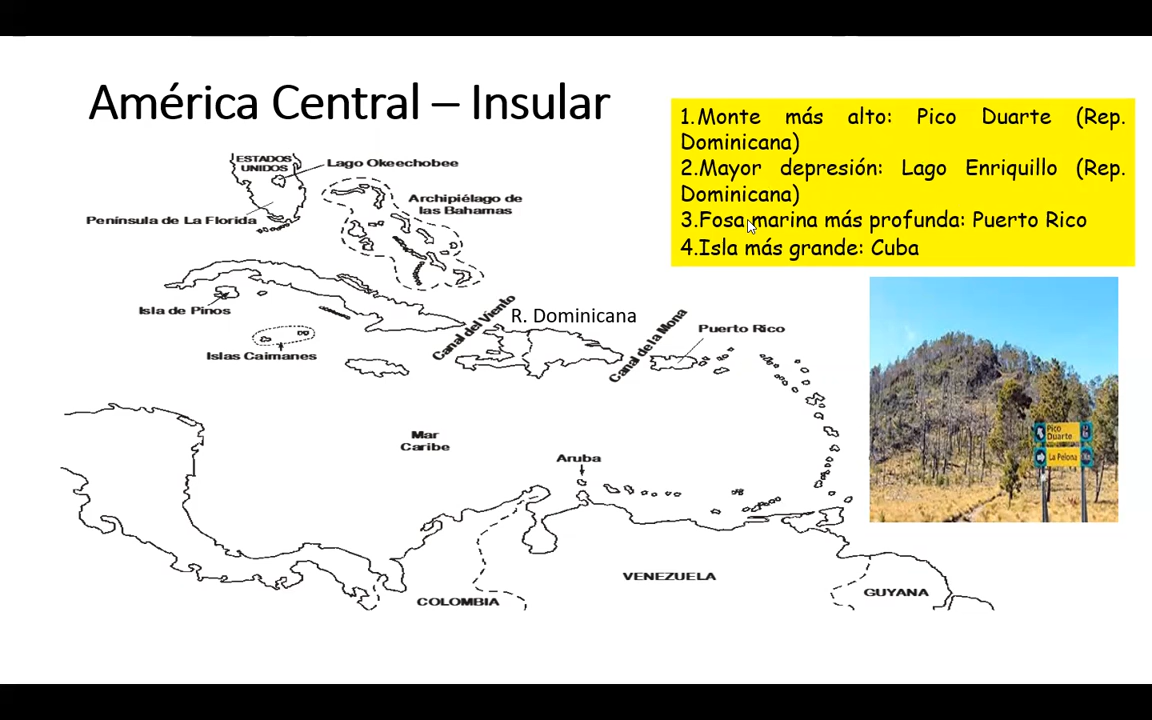 América Central – Insular
1.Monte más alto: Pico Duarte (Rep.
Dominicana)
2.Mayor depresión: Lago Enriquillo (Rep.
Dominicana)
3.Fosa marina más profunda: Puerto Rico
4.Isla más grande: Cuba
ESTADOS
UNIDOS
Lago Okeechobee
Archipiélago de
las Bahamas
Península de La Florida
Isla de Pinos
Islas Caimanes
Canal del Viento
R. Dominicana
Canal de la Mona
Puerto Rico
Mar
Caribe
Aruba
Pico
Duarte
La Pelona
VENEZUELA
COLOMBIA
GUYANA